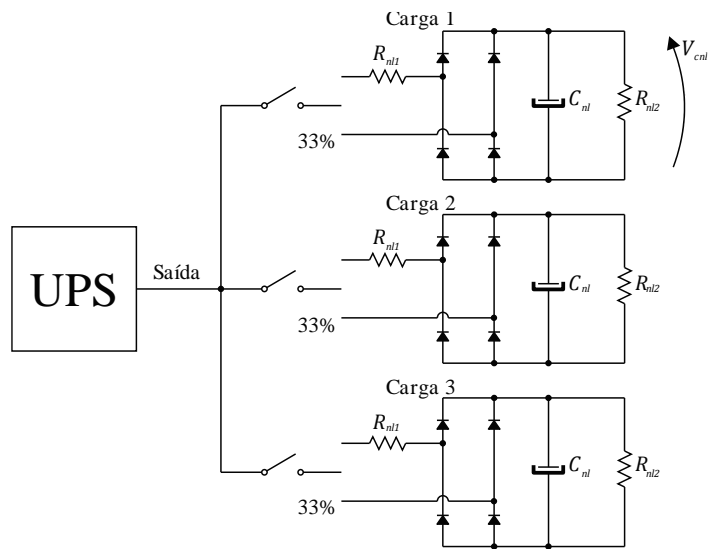 Carga 1
R_nl1
V_cnl
C_nl
R_nl2
33%
Carga 2
R_nl1
UPS
Saída
C_nl
R_nl2
33%
Carga 3
R_nl1
C_nl
R_nl2
33%